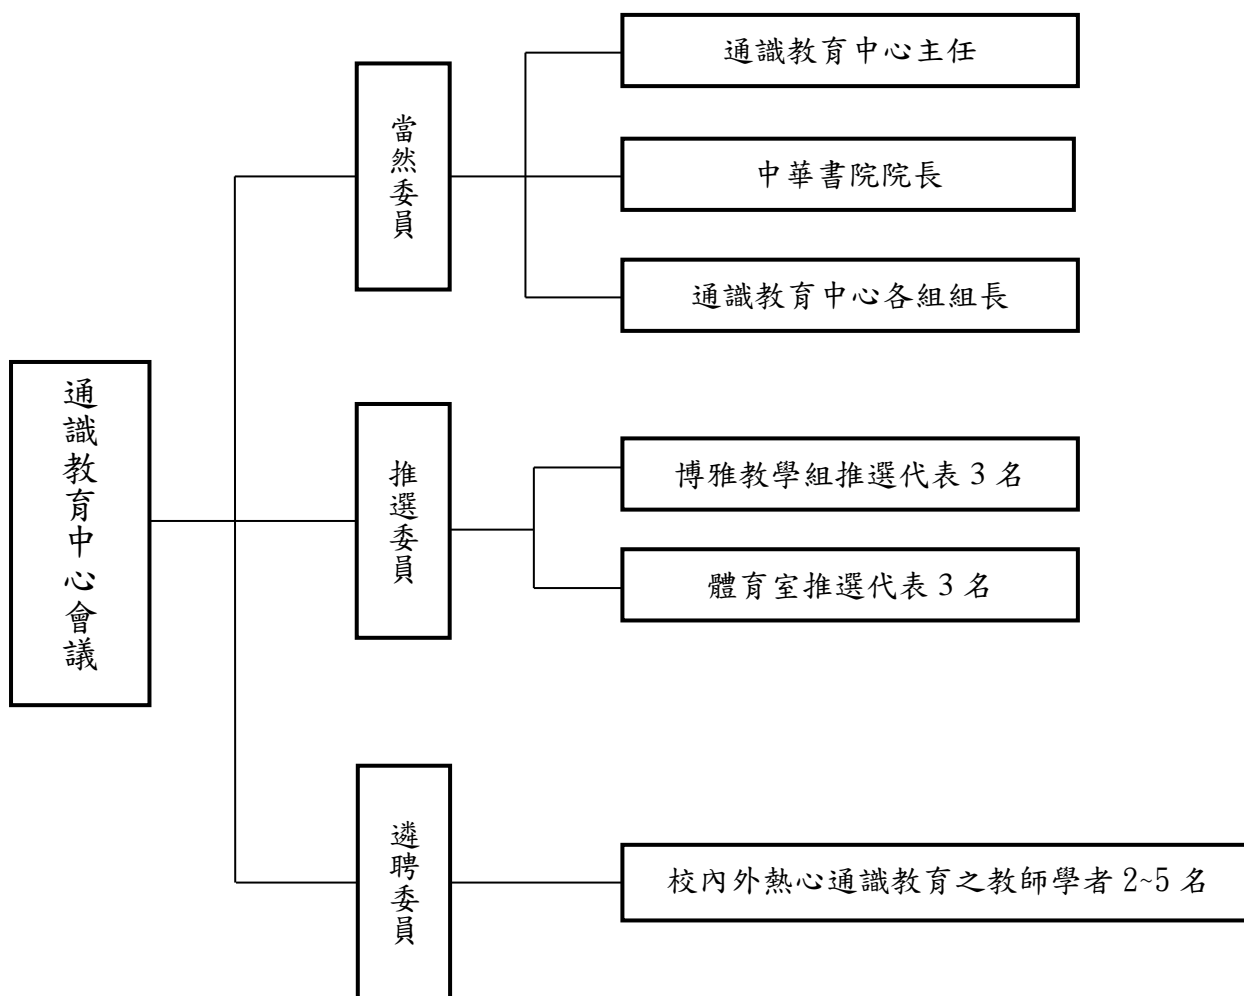 通識教育中心會議
當然委員
通識教育中心主任
中華書院院長
通識教育中心各組組長
推選委員
博雅教學組推選代表 3 名
體育室推選代表 3 名
遴聘委員
校內外熱心通識教育之教師學者 2~5 名